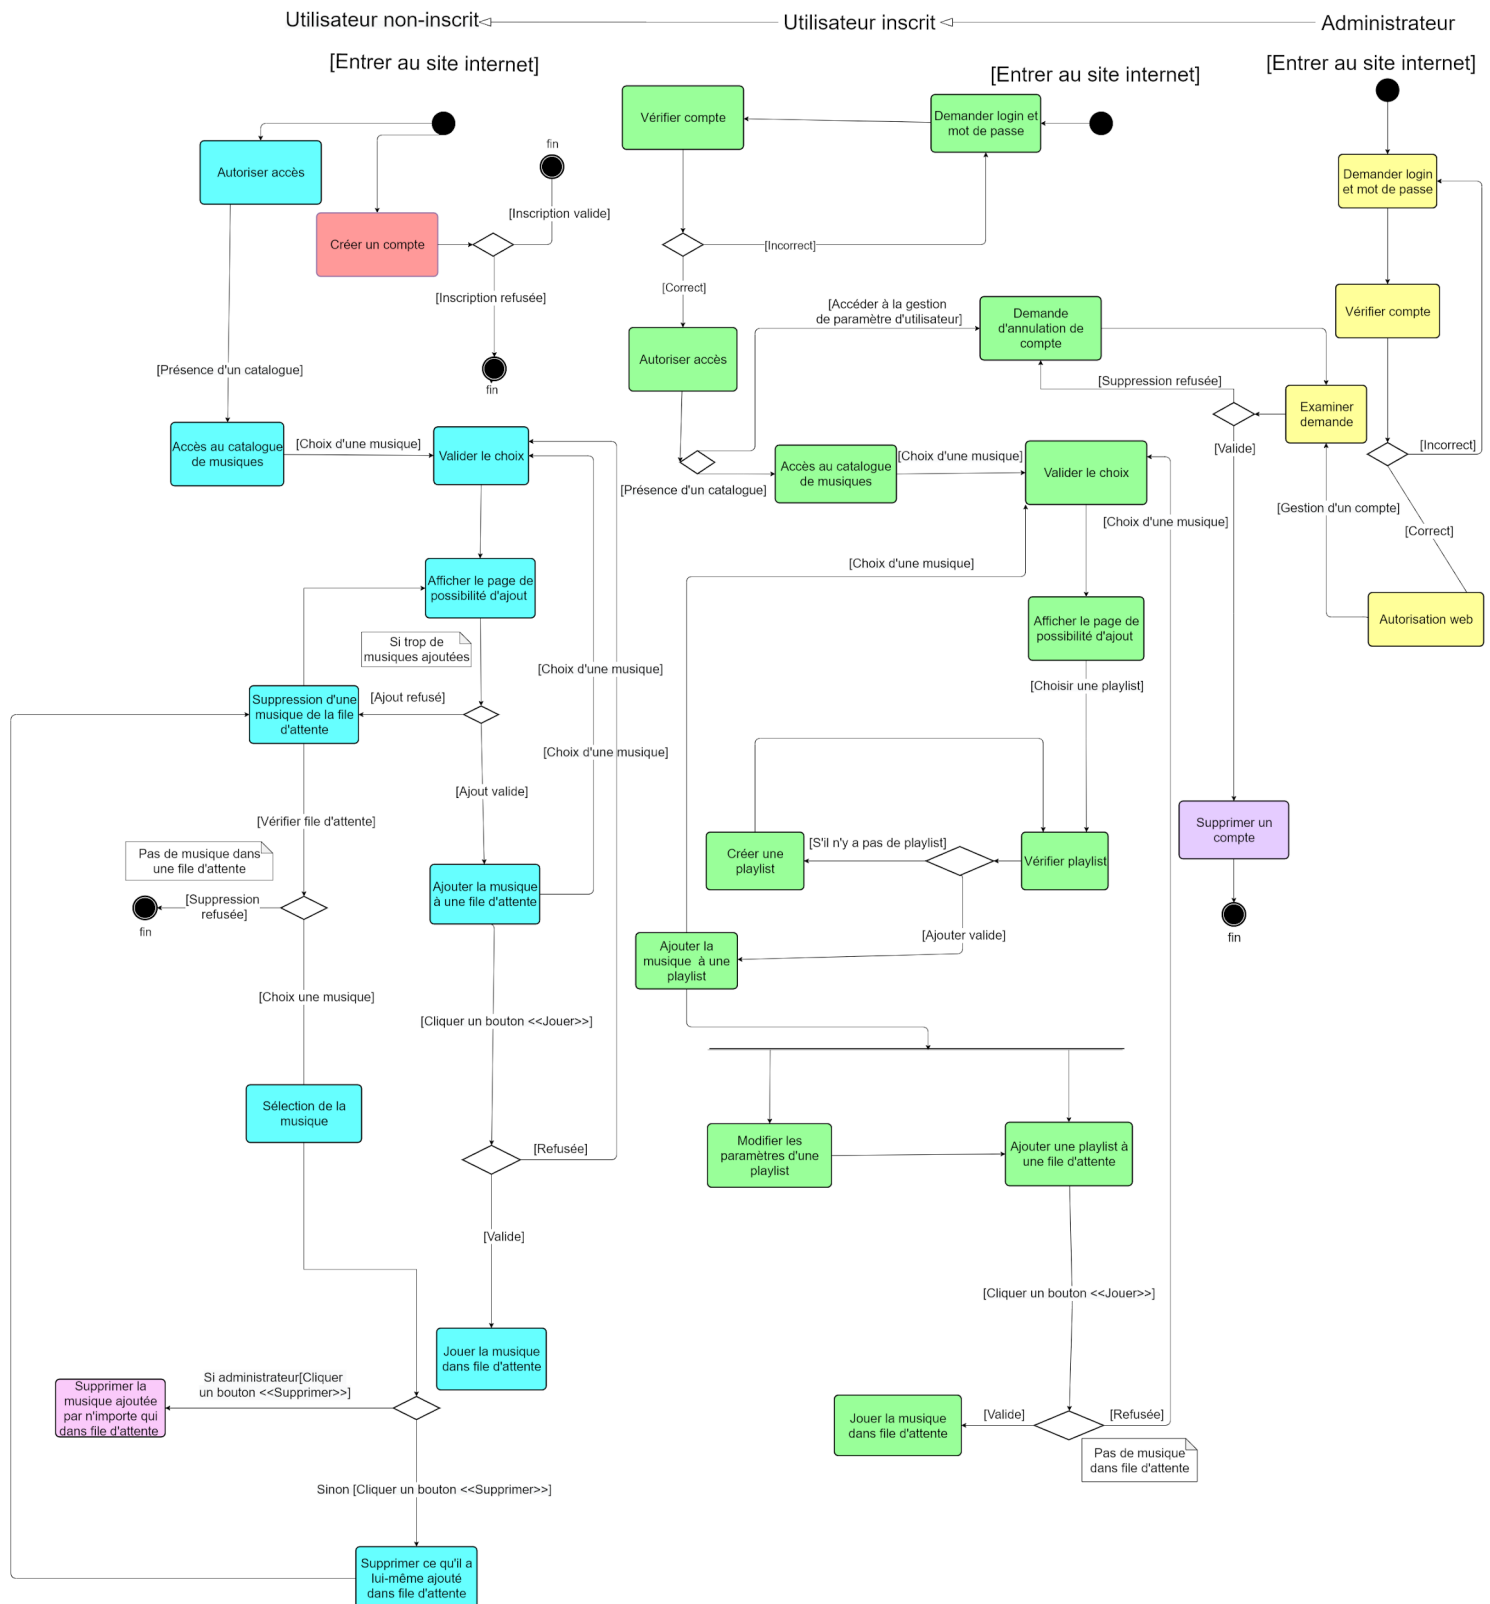 Utilisateur non-inscrit
Utilisateur inscrit
Administrateur
[Entrer au site internet]
[Entrer au site internet]
[Entrer au site internet]
Autoriser accès
Créer un compte
fin
[Inscription valide]
[Inscription refusée]
fin
[Présence d'un catalogue]
Accès au catalogue
de musiques
[Choix d'une musique]
Valider le choix
Afficher le page de
possibilité d'ajout
Si trop de
musiques ajoutées
[Choix d'une musique]
Suppression d'une
musique de la file
d'attente
[Ajout refusé]
[Choix d'une musique]
[Ajout valide]
[Vérifier file d'attente]
Pas de musique dans
une file d'attente
Ajouter la musique
à une file d'attente
[Suppression
refusée]
fin
[Choix une musique]
[Cliquer un bouton <<Jouer>>]
Sélection de la
musique
[Refusée]
[Valide]
Jouer la musique
dans file d'attente
Si administrateur[Cliquer
un bouton <<Supprimer>>]
Supprimer la
musique ajoutée
par n'importe qui
dans file d'attente
Sinon [Cliquer un bouton <<Supprimer>>]
Supprimer ce qu'il a
lui-même ajouté
dans file d'attente
Vérifier compte
Demander login et
mot de passe
[Incorrect]
[Correct]
Autoriser accès
[Accéder à la gestion
de paramètre d'utilisateur]
Demande
d'annulation de
compte
[Suppression refusée]
[Présence d'un catalogue]
Accès au catalogue
de musiques
[Choix d'une musique]
Valider le choix
[Choix d'une musique]
[Choix d'une musique]
Afficher le page de
possibilité d'ajout
[Choisir une playlist]
Créer une
playlist
[S'il n'y a pas de playlist]
Vérifier playlist
[Ajouter valide]
Ajouter la
musique à une
playlist
Modifier les
paramètres d'une
playlist
Ajouter une playlist à
une file d'attente
[Cliquer un bouton <<Jouer>>]
Jouer la musique
dans file d'attente
[Valide]
[Refusée]
Pas de musique
dans file d'attente
Demander login
et mot de passe
Vérifier compte
Examiner
demande
[Incorrect]
[Valide]
[Gestion d'un compte]
[Correct]
Autorisation web
Supprimer un
compte
fin